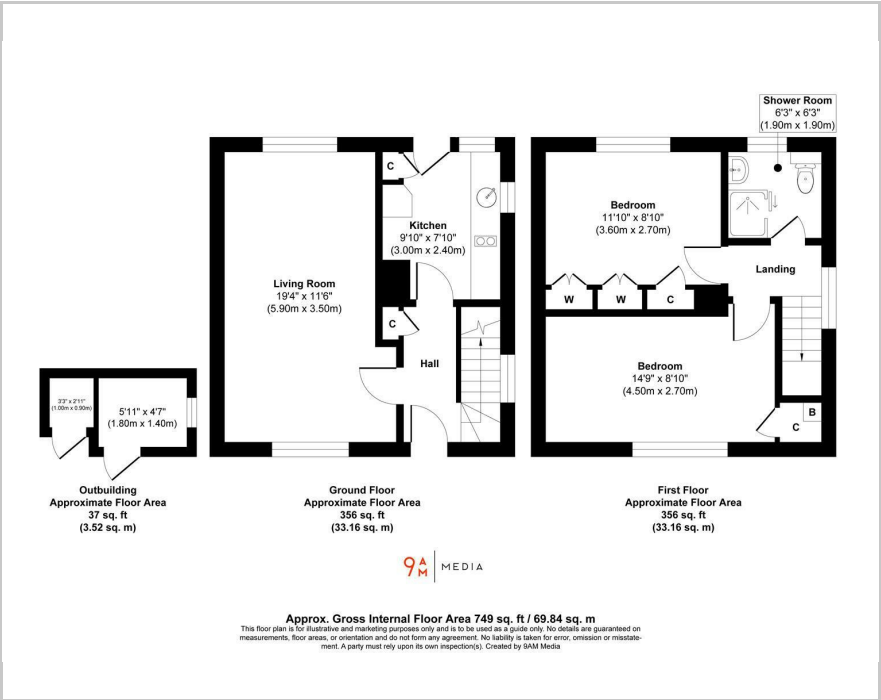 Shower Room
6'3" x 6'3"
(1.90m x 1.90m)
C
Kitchen
9'10" x 7'10"
(3.00m x 2.40m)
Living Room
19'4" x 11'6"
(5.90m x 3.50m)
C
Hall
Bedroom
11'10" x 8'10"
(3.60m x 2.70m)
Landing
W
W
C
Bedroom
14'9" x 8'10"
(4.50m x 2.70m)
B
C
3'3" x 2'11"
(1.00m x 0.90m)
5'11" x 4'7"
(1.80m x 1.40m)
Outbuilding
Approximate Floor Area
37 sq. ft
(3.52 sq. m)
Ground Floor
Approximate Floor Area
356 sq. ft
(33.16 sq. m)
First Floor
Approximate Floor Area
356 sq. ft
(33.16 sq. m)
9AM MEDIA
Approx. Gross Internal Floor Area 749 sq. ft / 69.84 sq. m
This floor plan is for illustrative and marketing purposes only and is to be used as a guide only. No details are guaranteed on
measurements, floor areas, or orientation and do not form any agreement. No liability is taken for error, omission or misstate-
ment. A party must rely upon its own inspection(s). Created by 9AM Media